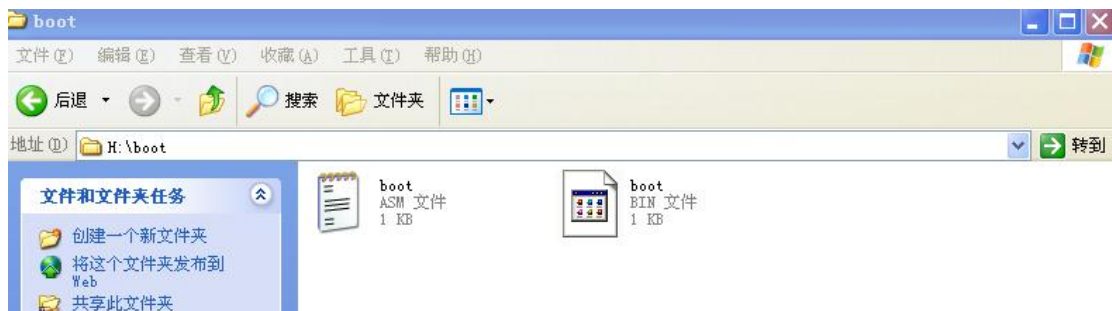 boot
文件(F) 编辑(E) 查看(V) 收藏(A) 工具(T) 帮助(H)
后退 搜索 文件夹
地址(D) H:\boot 转到
文件和文件夹任务
创建一个新文件夹
将这个文件夹发布到
Web
共享此文件夹
boot
ASM 文件
1 KB
boot
BIN 文件
1 KB